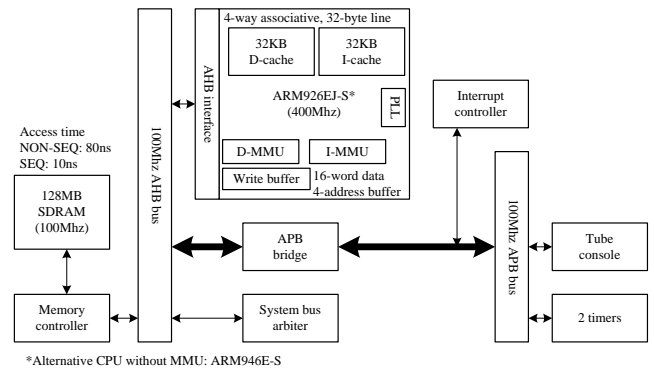 4-way associative, 32-byte line
32KB
D-cache
32KB
I-cache
AHB interface
ARM926EJ-S*
(400Mhz)
PLL
D-MMU
I-MMU
Write buffer
16-word data
4-address buffer
Interrupt
controller
Access time
NON-SEQ: 80ns
SEQ: 10ns
128MB
SDRAM
(100Mhz)
100Mhz AHB bus
APB
bridge
100Mhz APB bus
Tube
console
Memory
controller
System bus
arbiter
2 timers
*Alternative CPU without MMU: ARM946E-S